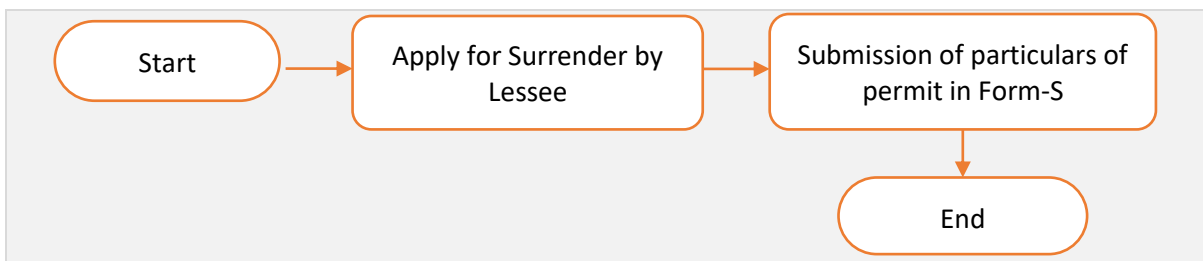 Start
Apply for Surrender by
Lessee
Submission of particulars of
permit in Form-S
End